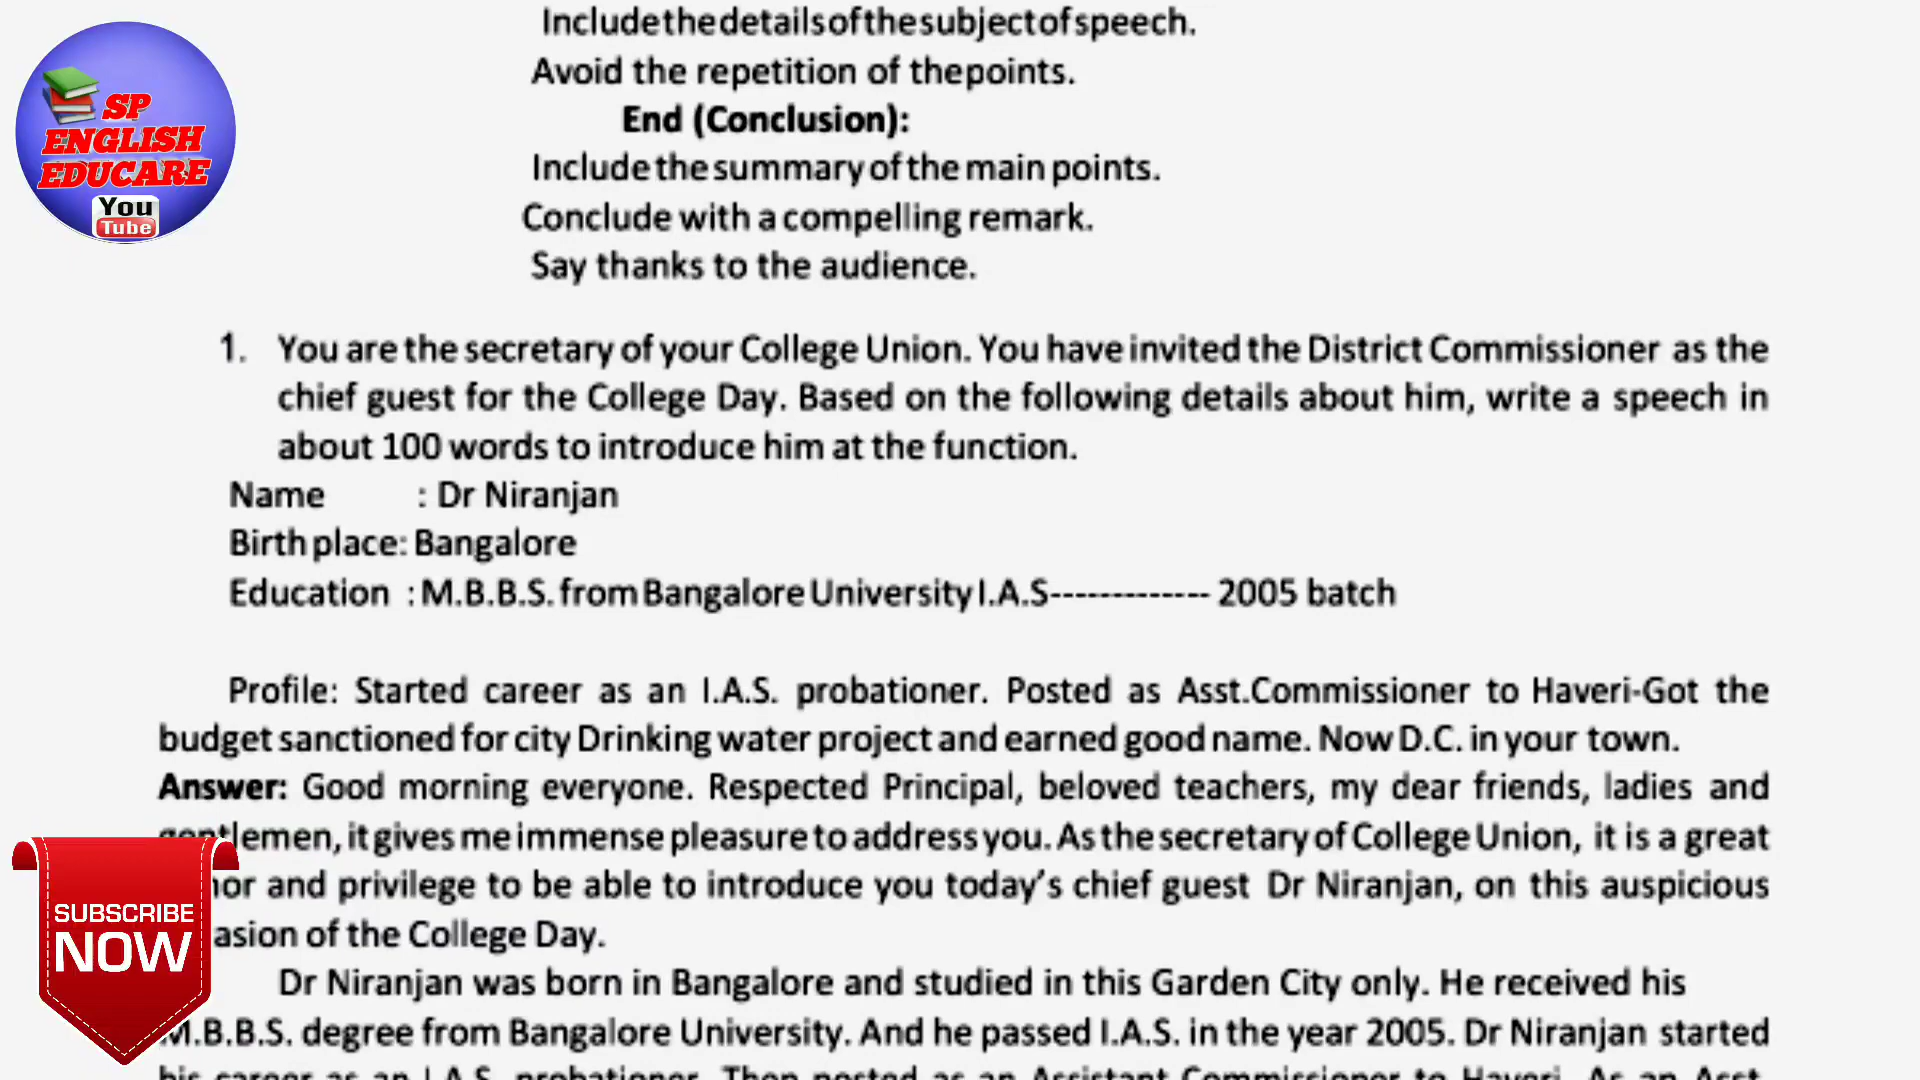 Include the details of the subject of speech.
Avoid the repetition of thepoints.
End (Conclusion):
Include the summary of the main points.
Conclude with a compelling remark.
Say thanks to the audience.
SP
ENGLISH
EDUCARE
You
Tube
1. You are the secretary of your College Union. You have invited the District Commissioner as the
chief guest for the College Day. Based on the following details about him, write a speech in
about 100 words to introduce him at the function.
Name : Dr Niranjan
Birth place: Bangalore
Education : M.B.B.S. from Bangalore University I.A.S------------- 2005 batch
Profile: Started career as an I.A.S. probationer. Posted as Asst.Commissioner to Haveri-Got the
budget sanctioned for city Drinking water project and earned good name. Now D.C. in your town.
Answer: Good morning everyone. Respected Principal, beloved teachers, my dear friends, ladies and
gentlemen, it gives me immense pleasure to address you. As the secretary of College Union, it is a great
nor and privilege to be able to introduce you today's chief guest Dr Niranjan, on this auspicious
asion of the College Day.
Dr Niranjan was born in Bangalore and studied in this Garden City only. He received his
M.B.B.S. degree from Bangalore University. And he passed I.A.S. in the year 2005. Dr Niranjan started
his career as an I.A.S. probationer. Then posted as an Assistant Commissioner to Haveri. As an Asst.
SUBSCRIBE
NOW